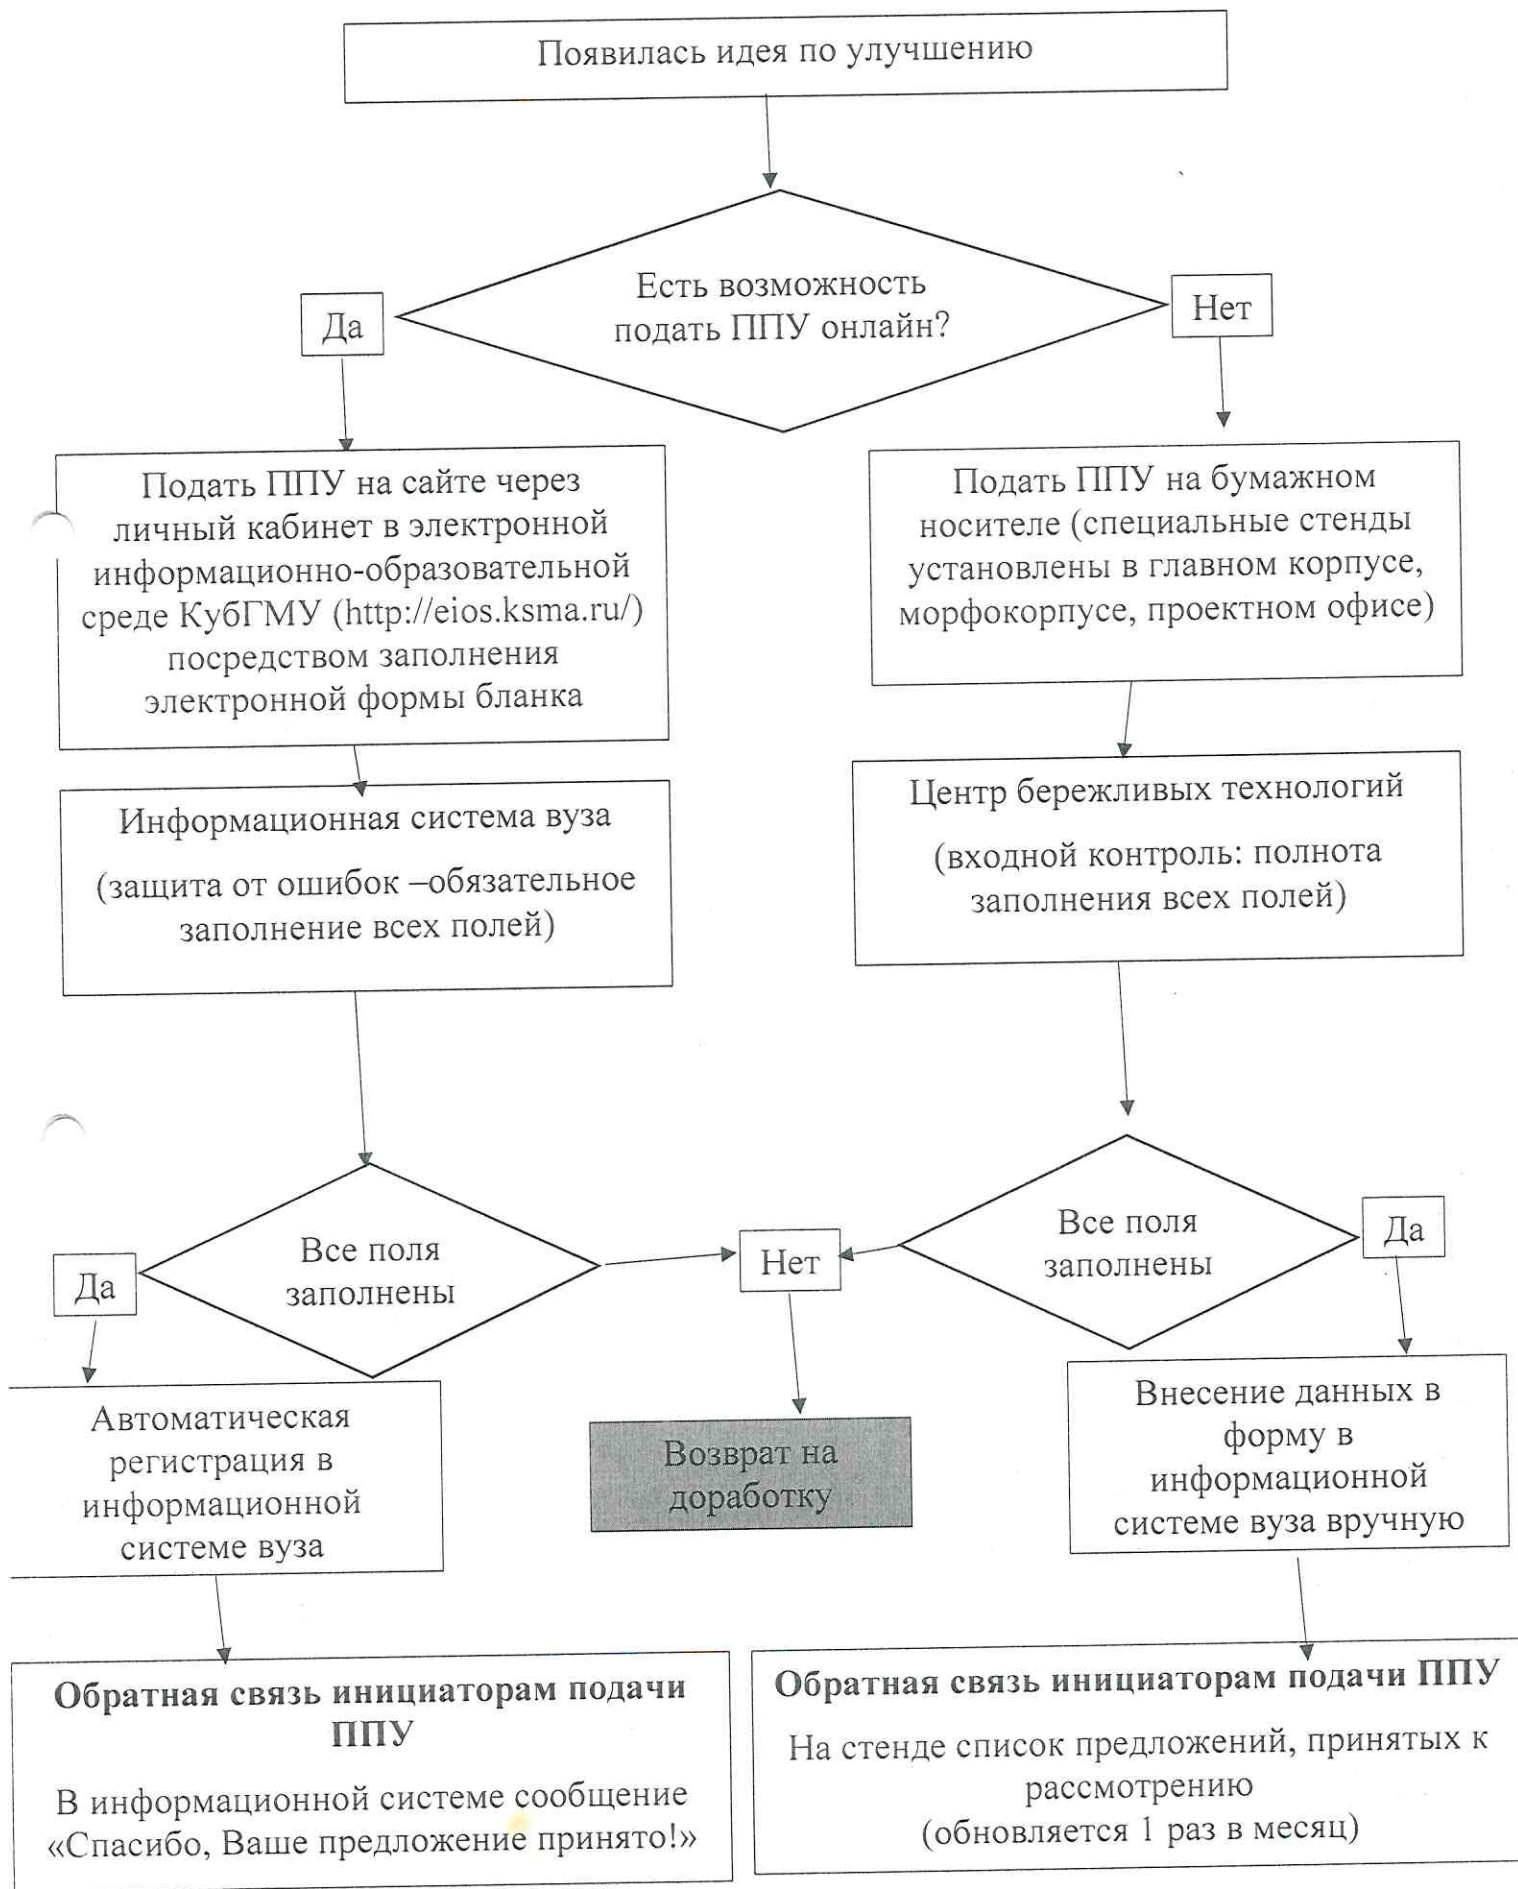 Появилась идея по улучшению
Есть возможность
подать ППУ онлайн?
Да
Нет
Подать ППУ на сайте через
личный кабинет в электронной
информационно-образовательной
среде КубГМУ (http://eios.ksma.ru/)
посредством заполнения
электронной формы бланка
Подать ППУ на бумажном
носителе (специальные стенды
установлены в главном корпусе,
морфокорпусе, проектном офисе)
Информационная система вуза
(защита от ошибок –обязательное
заполнение всех полей)
Центр бережливых технологий
(входной контроль: полнота
заполнения всех полей)
Все поля
заполнены
Да
Нет
Все поля
заполнены
Да
Автоматическая
регистрация в
информационной
системе вуза
Возврат на
доработку
Внесение данных в
форму в
информационной
системе вуза вручную
Обратная связь инициаторам подачи
ППУ
В информационной системе сообщение
«Спасибо, Ваше предложение принято!»
Обратная связь инициаторам подачи ППУ
На стенде список предложений, принятых к
рассмотрению
(обновляется 1 раз в месяц)